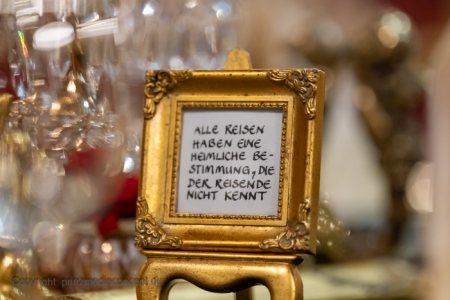 ALLE REISEN
HABEN EINE
HEIMLICHE BE-
STIMMUNG, DIE
DER REISENDE
NICHT KENNT